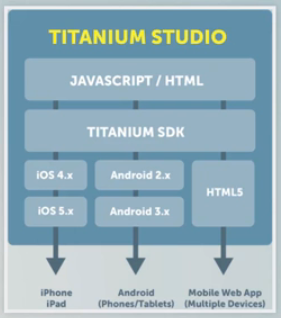 TITANIUM STUDIO
JAVASCRIPT / HTML
TITANIUM SDK
iOS 4.x
Android 2.x
HTML5
iOS 5.x
Android 3.x
iPhone
iPad
Android
(Phones/Tablets)
Mobile Web App
(Multiple Devices)